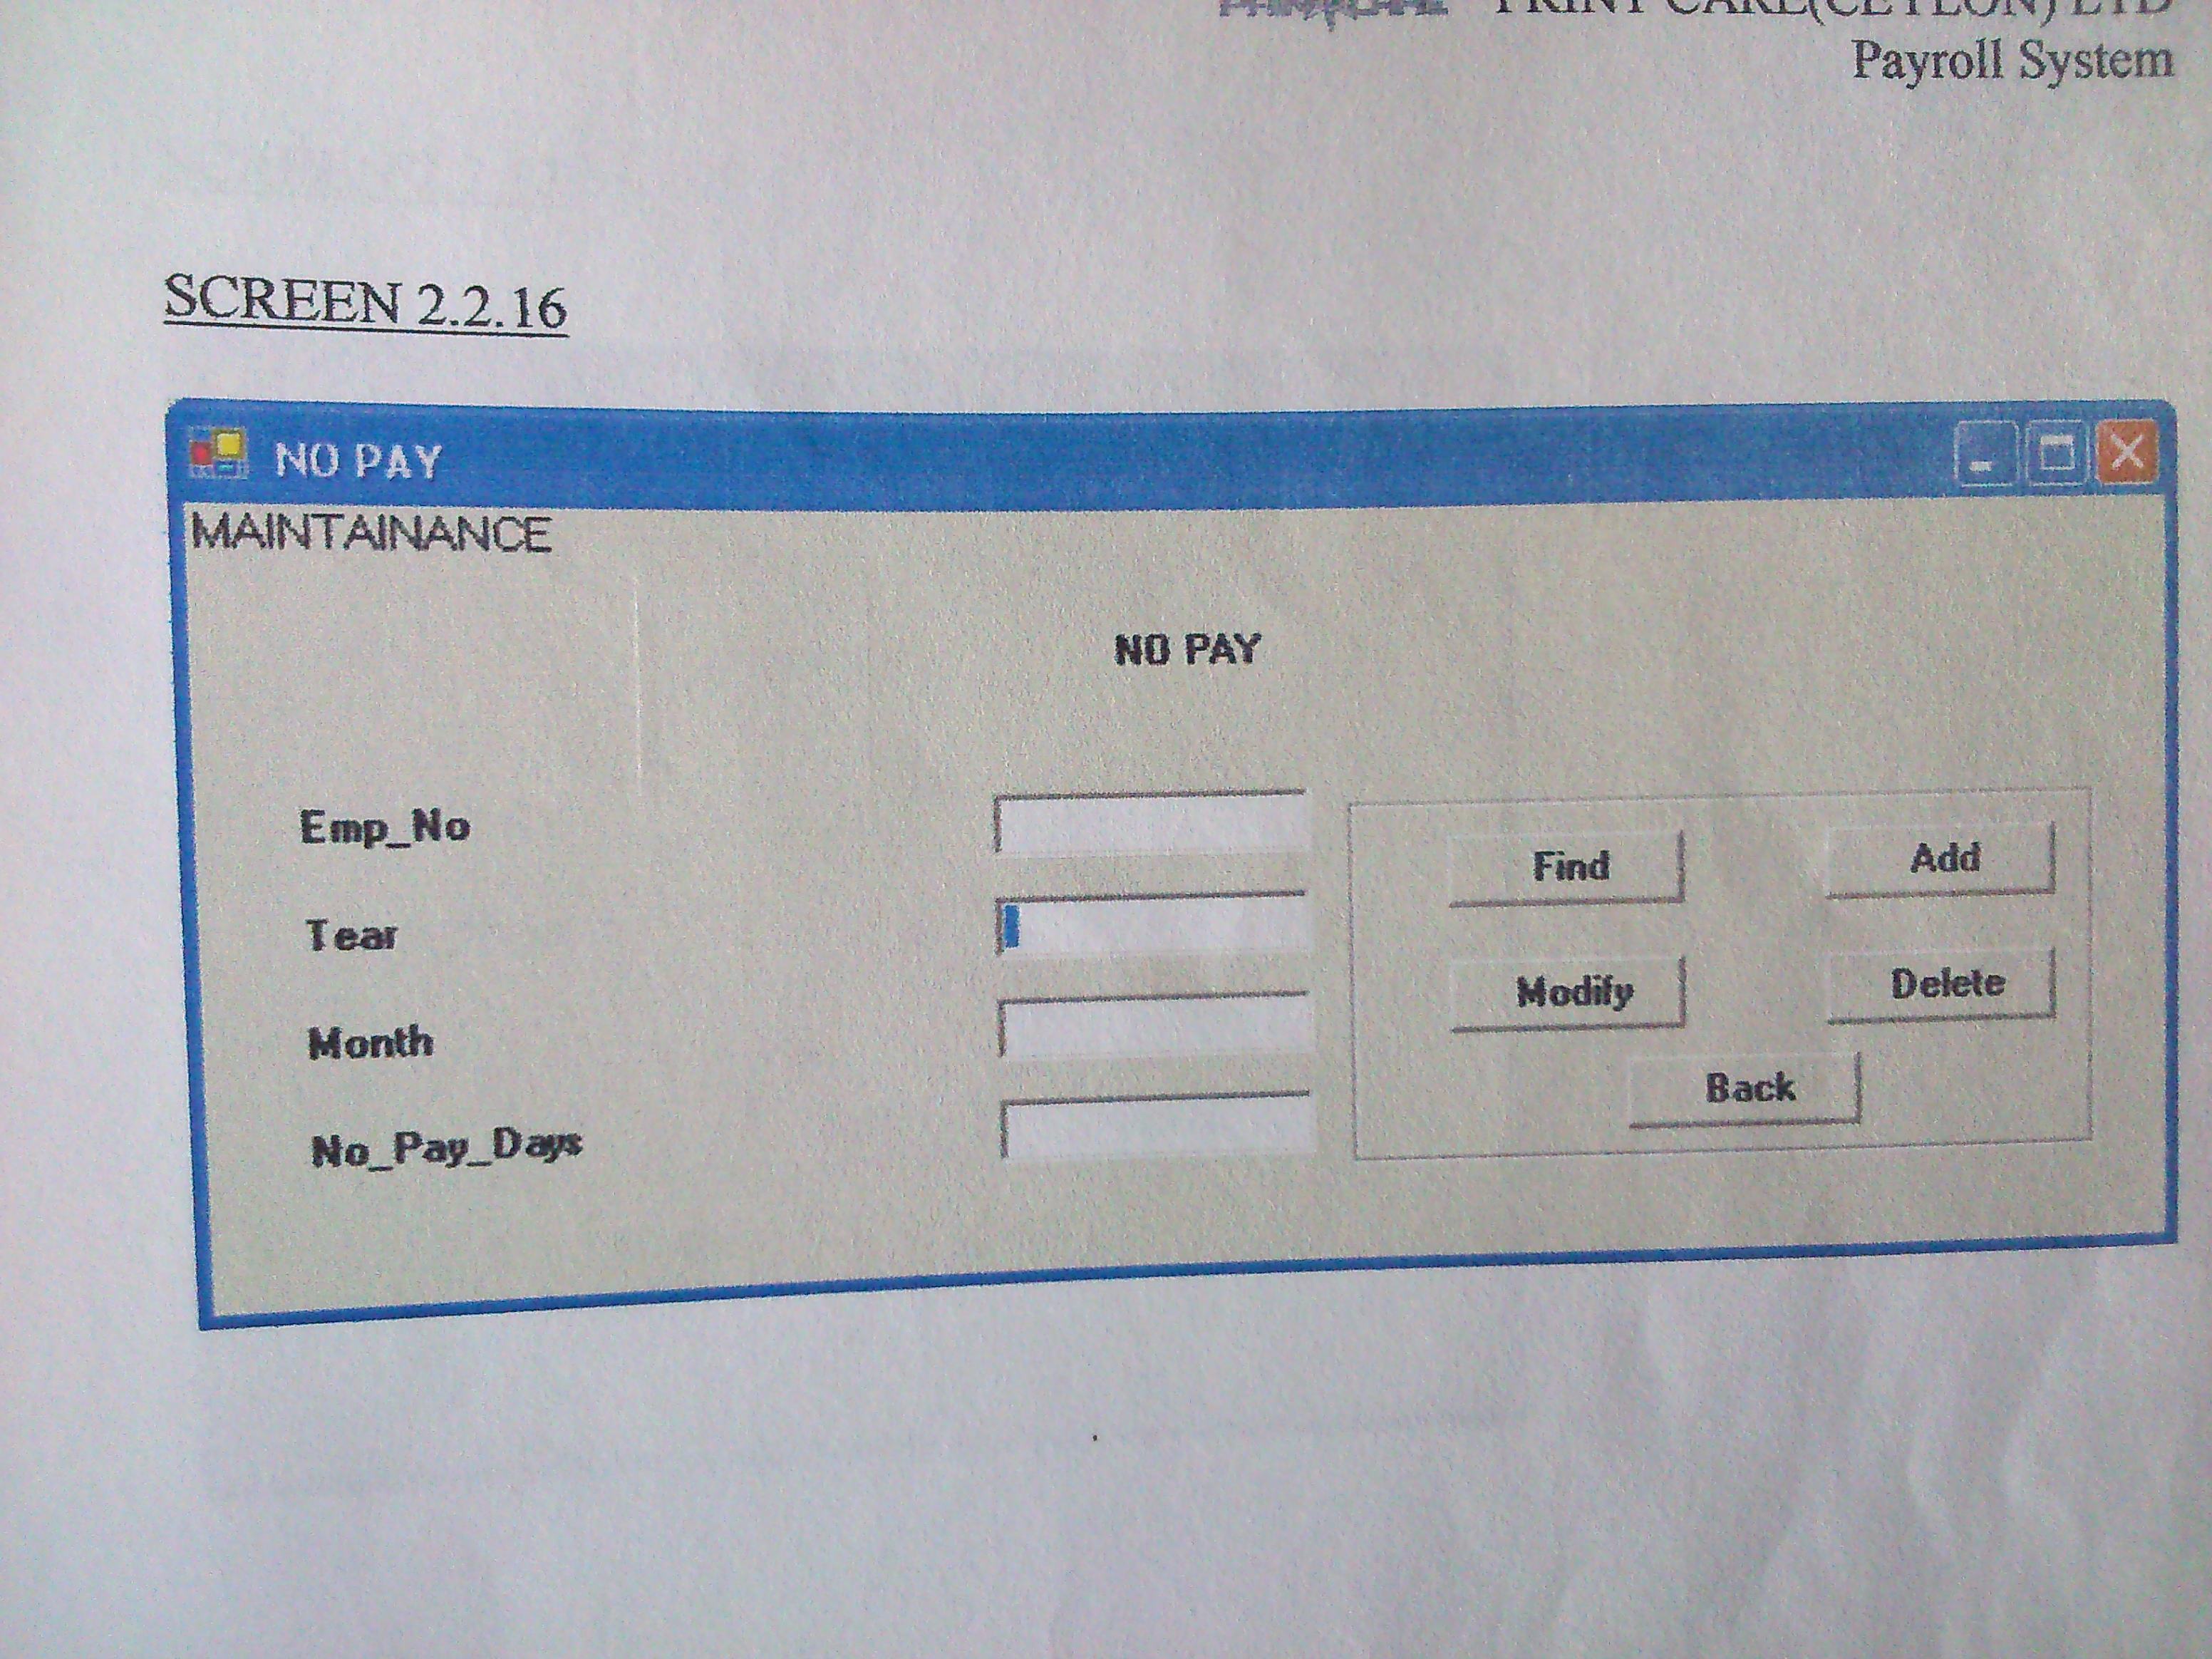 PRINT CARE(CEYLON) LTD
Payroll System
SCREEN 2.2.16
NO PAY
MAINTAINANCE
NO PAY
Emp_No
Find
Add
Tear
Modify
Delete
Month
Back
No_Pay_Days